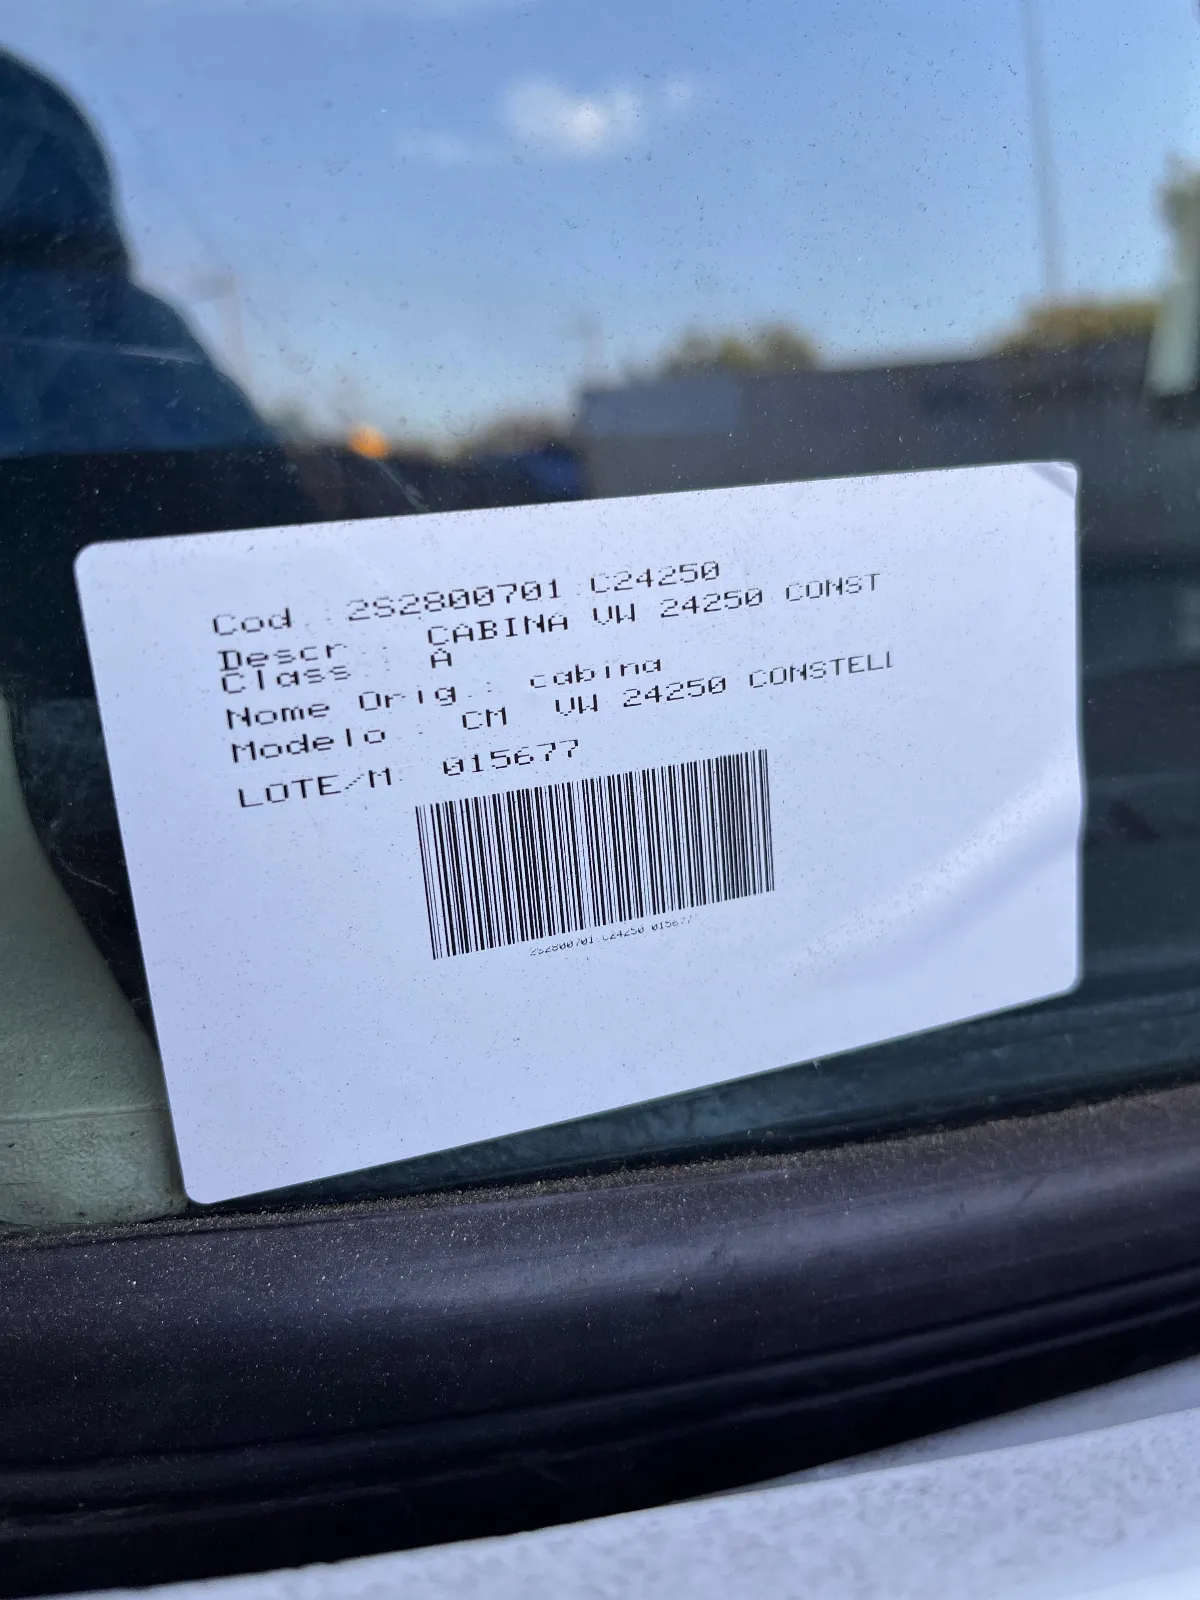 Cod : 2S2800701 C24250
Descr : CABINA VW 24250 CONST
Class : A
Nome Orig. : cabina
Modelo : CM VW 24250 CONSTELL
LOTE/M: 015677
2S2800701 C24250 015677